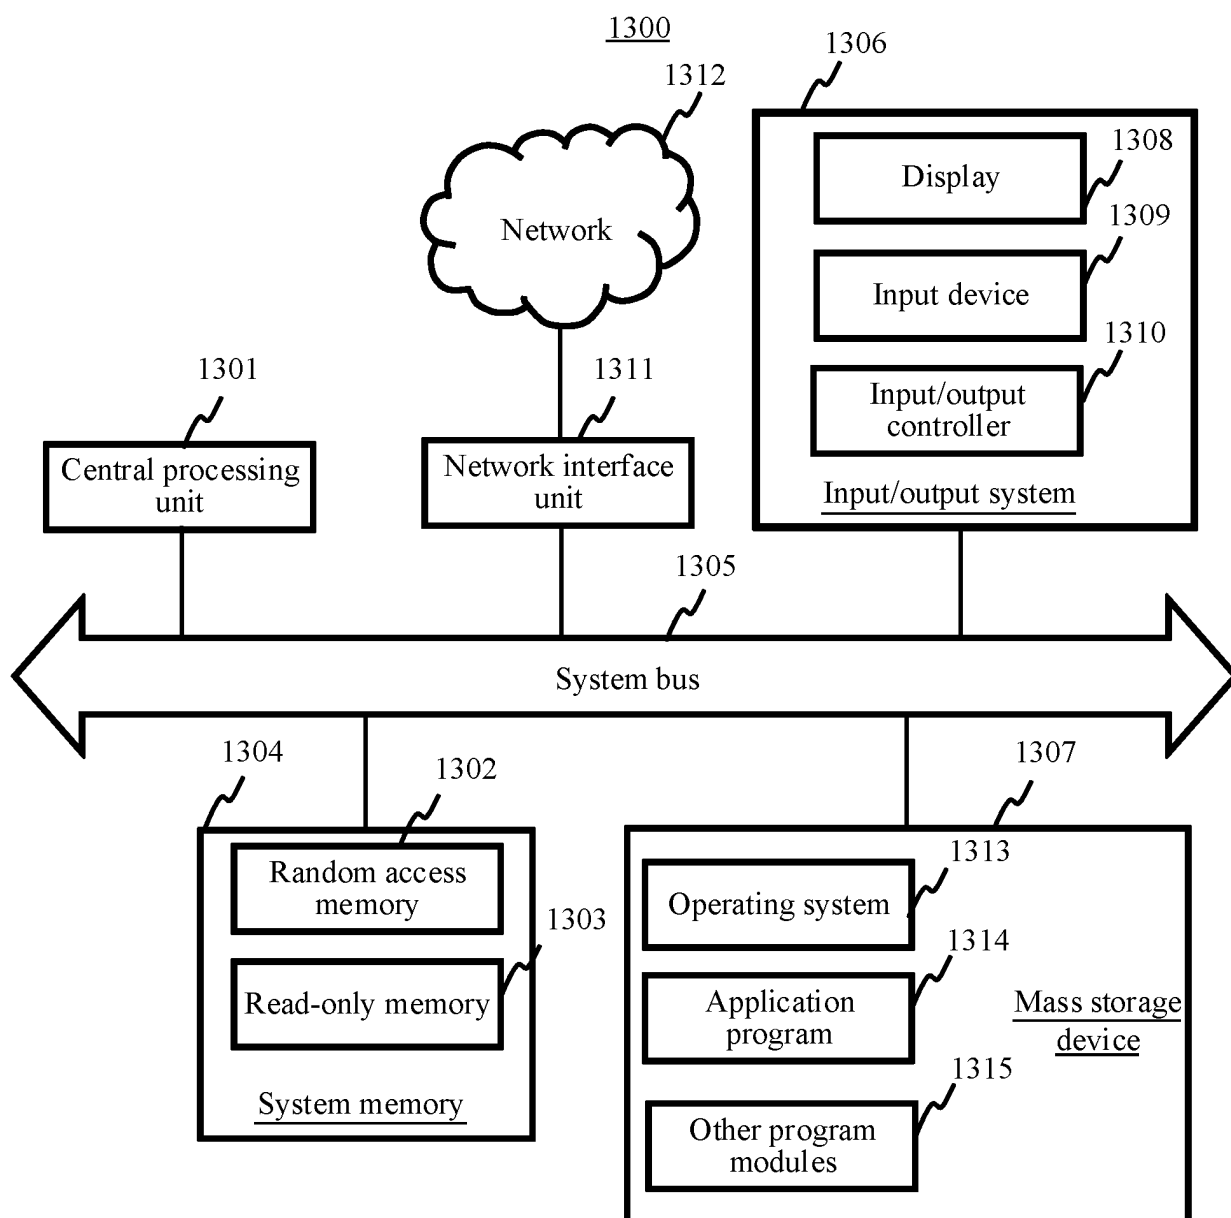 1300
1312
1306
Display
1308
Network
Input device
1309
Input/output
controller
1310
Input/output system
1301
Central processing
unit
1311
Network interface
unit
1305
System bus
1304
1302
Random access
memory
1303
Read-only memory
System memory
1307
1313
Operating system
1314
Application
program
Mass storage
device
1315
Other program
modules